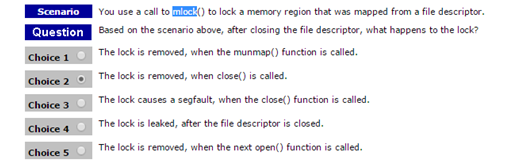 Scenario You use a call to mlock() to lock a memory region that was mapped from a file descriptor.
Question Based on the scenario above, after closing the file descriptor, what happens to the lock?
Choice 1 The lock is removed, when the munmap() function is called.
Choice 2 The lock is removed, when close() is called.
Choice 3 The lock causes a segfault, when the close() function is called.
Choice 4 The lock is leaked, after the file descriptor is closed.
Choice 5 The lock is removed, when the next open() function is called.